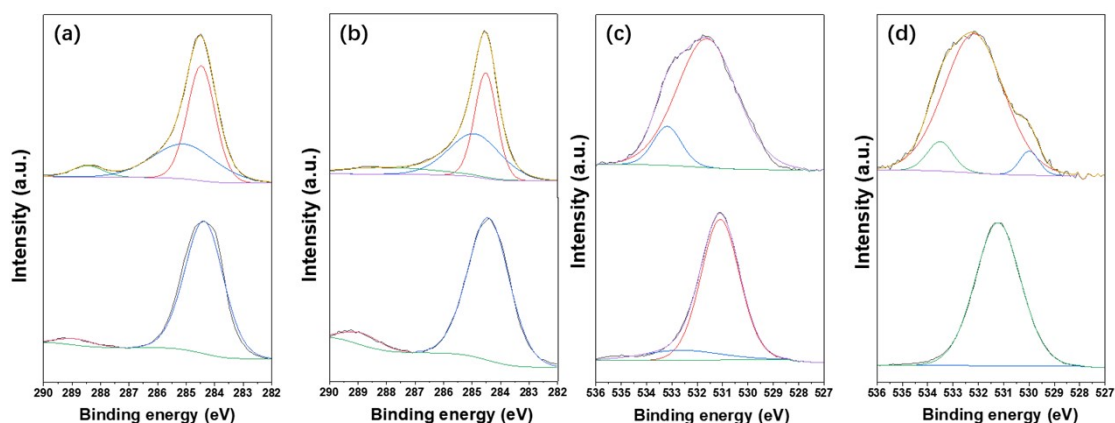 (a)
(b)
(c)
(d)
Intensity (a.u.)
Intensity (a.u.)
Intensity (a.u.)
Intensity (a.u.)
290 289 288 287 286 285 284 283 282
290 289 288 287 286 285 284 283 282
536 535 534 533 532 531 530 529 528 527
536 535 534 533 532 531 530 529 528 527
Binding energy (eV)
Binding energy (eV)
Binding energy (eV)
Binding energy (eV)